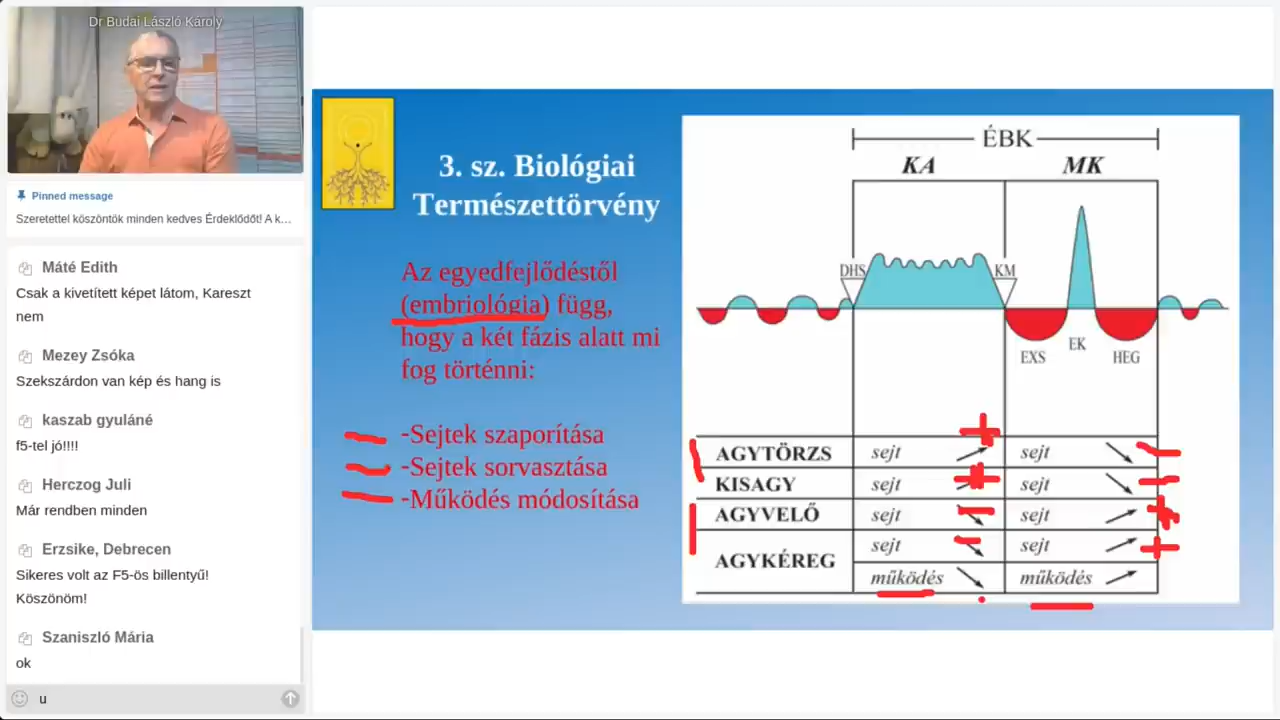 Dr Budai László Károly
Pinned message
Szeretettel köszöntök minden kedves Érdeklődőt! A k...
Máté Edith
Csak a kivetített képet látom, Kareszt
nem
Mezey Zsóka
Szekszárdon van kép és hang is
kaszab gyuláné
f5-tel jó!!!!
Herczog Juli
Már rendben minden
Erzsike, Debrecen
Sikeres volt az F5-ös billentyű!
Köszönöm!
Szaniszló Mária
ok
u
3. sz. Biológiai
Természettörvény
Az egyedfejlődéstől
(embriológia) függ,
hogy a két fázis alatt mi
fog történni:
-Sejtek szaporítása
-Sejtek sorvasztása
-Működés módosítása
ÉBK
KA MK
DHS KM
EXS EK HEG
AGYTÖRZS sejt sejt
KISAGY sejt sejt
AGYVELŐ sejt sejt
AGYKÉREG sejt sejt
működés működés